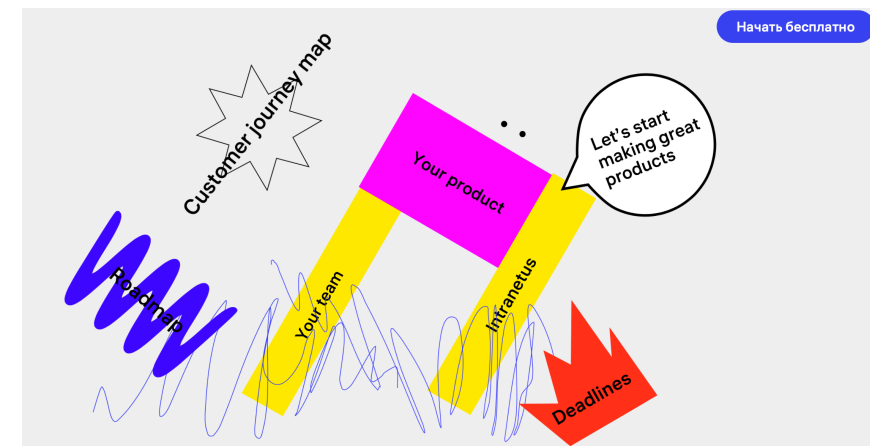 Начать бесплатно
Customer journey map
Let's start
making great
products
Your product
Roadmap
Your team
Intranetus
Deadlines